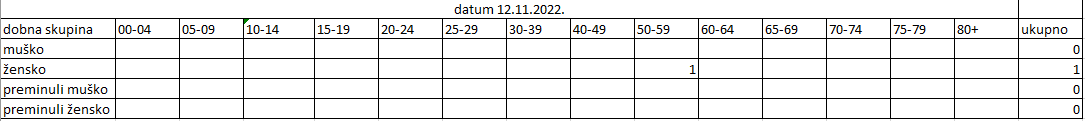 datum 12.11.2022.
dobna skupina 00-04 05-09 10-14 15-19 20-24 25-29 30-39 40-49 50-59 60-64 65-69 70-74 75-79 80+ ukupno
muško 0
žensko 1 1
preminuli muško 0
preminuli žensko 0